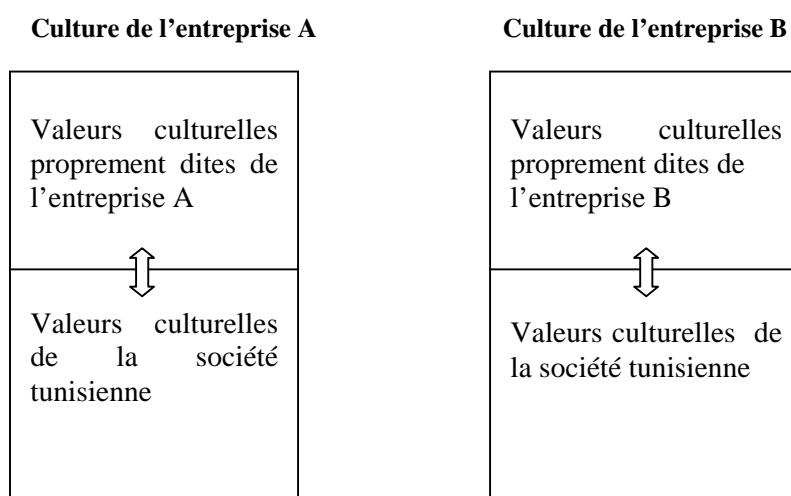 Culture de l’entreprise A
Valeurs culturelles
proprement dites de
l’entreprise A
Valeurs culturelles
de la société
tunisienne
Culture de l’entreprise B
Valeurs culturelles
proprement dites de
l’entreprise B
Valeurs culturelles de
la société tunisienne